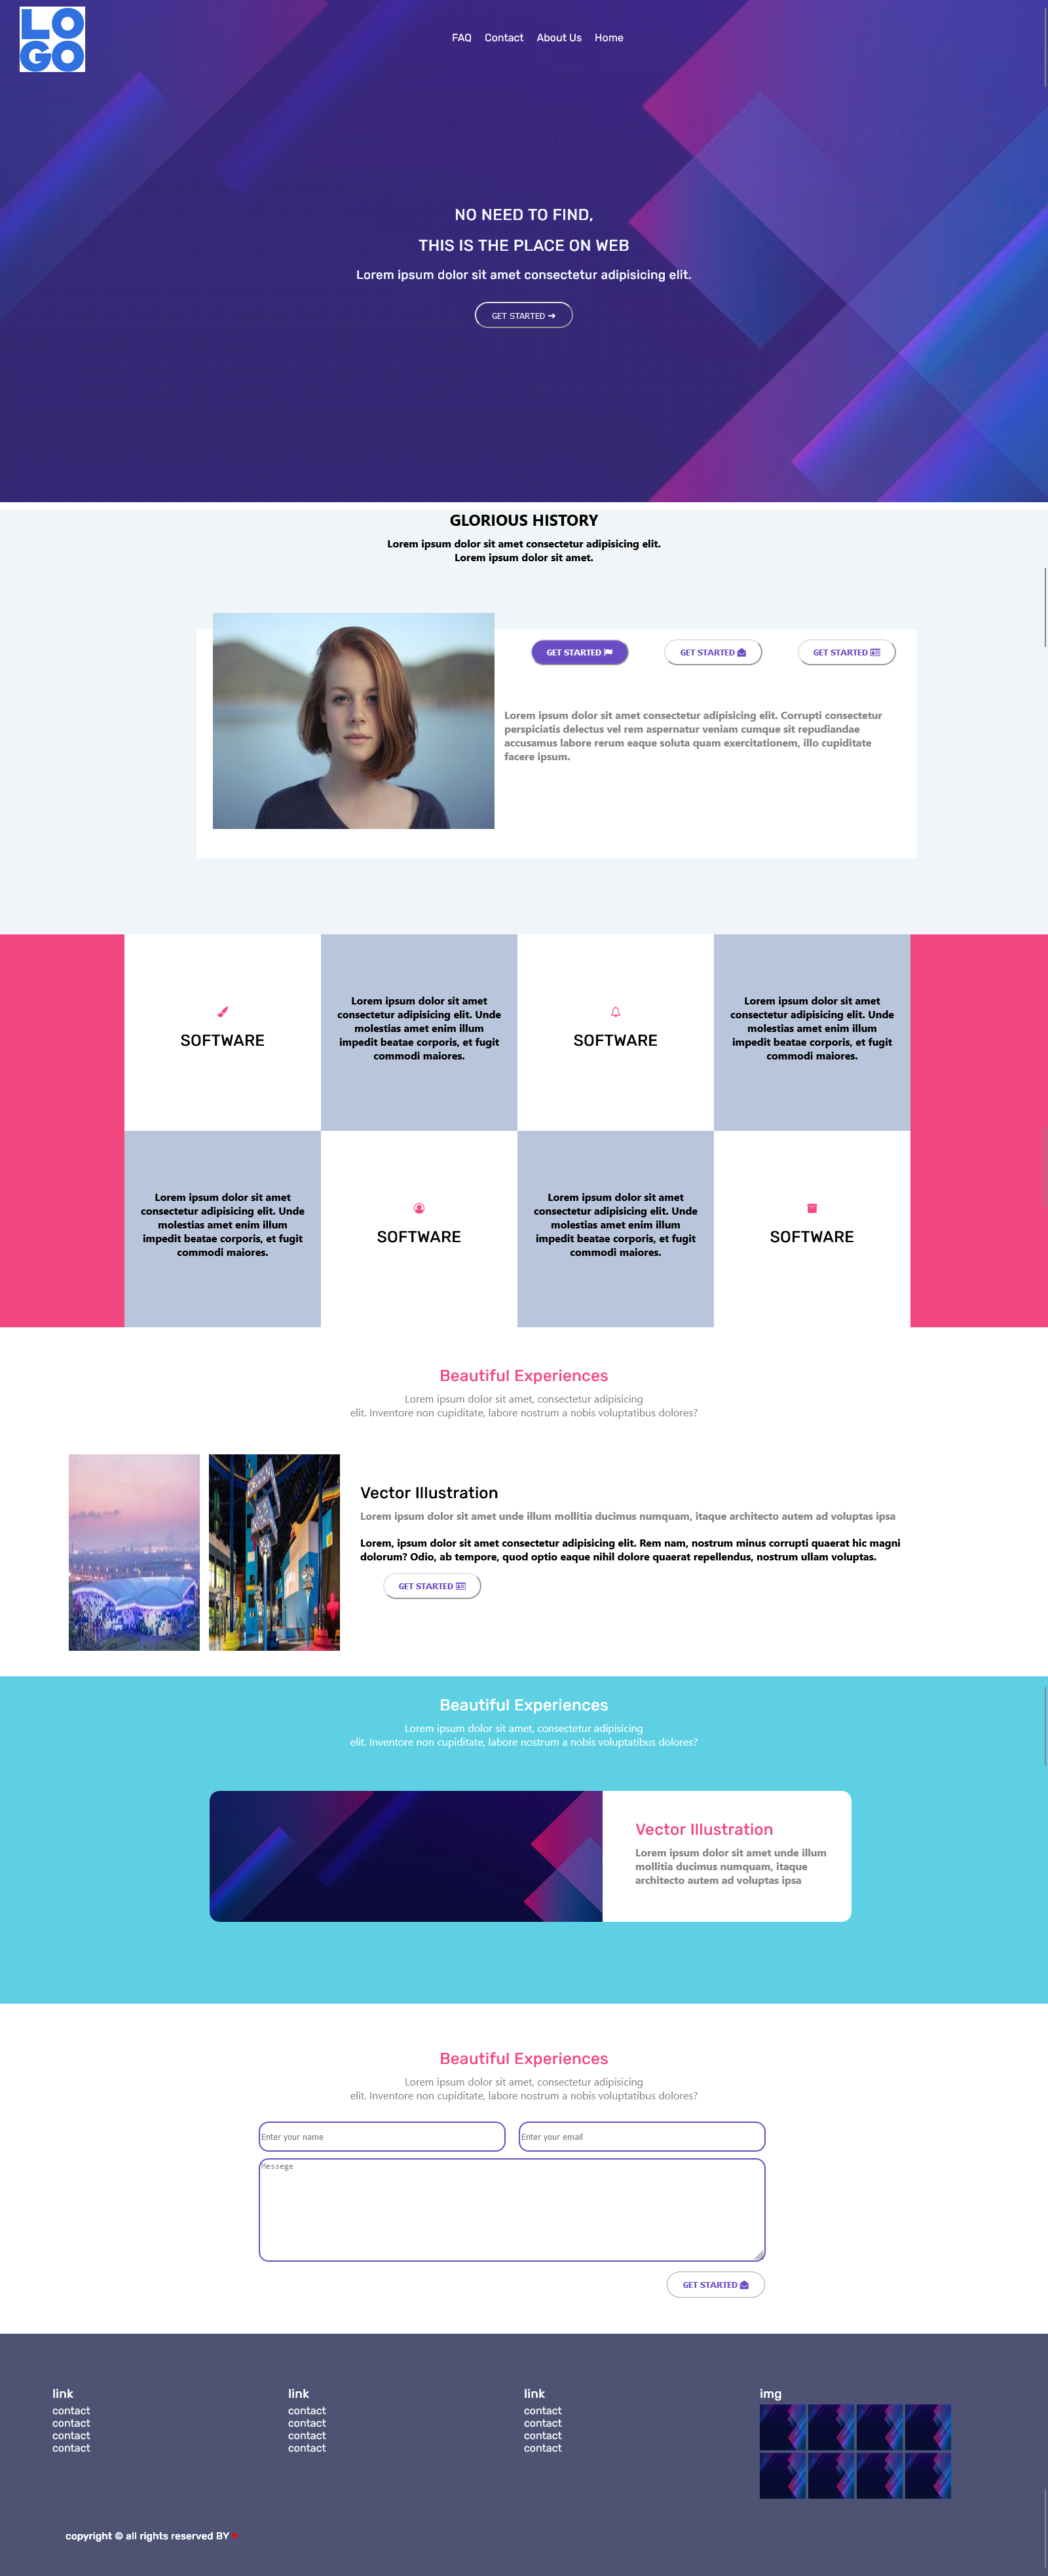 LO
GO
FAQ Contact About Us Home
NO NEED TO FIND,
THIS IS THE PLACE ON WEB
Lorem ipsum dolor sit amet consectetur adipisicing elit.
GET STARTED ➔
GLORIOUS HISTORY
Lorem ipsum dolor sit amet consectetur adipisicing elit.
Lorem ipsum dolor sit amet.
GET STARTED GET STARTED GET STARTED
Lorem ipsum dolor sit amet consectetur adipisicing elit. Corrupti consectetur
perspiciatis delectus vel rem aspernatur veniam cumque sit repudiandae
accusamus labore rerum eaque soluta quam exercitationem, illo cupiditate
facere ipsum.
SOFTWARE
Lorem ipsum dolor sit amet
consectetur adipisicing elit. Unde
molestias amet enim illum
impedit beatae corporis, et fugit
commodi maiores.
SOFTWARE
Lorem ipsum dolor sit amet
consectetur adipisicing elit. Unde
molestias amet enim illum
impedit beatae corporis, et fugit
commodi maiores.
Lorem ipsum dolor sit amet
consectetur adipisicing elit. Unde
molestias amet enim illum
impedit beatae corporis, et fugit
commodi maiores.
SOFTWARE
Lorem ipsum dolor sit amet
consectetur adipisicing elit. Unde
molestias amet enim illum
impedit beatae corporis, et fugit
commodi maiores.
SOFTWARE
Beautiful Experiences
Lorem ipsum dolor sit amet, consectetur adipisicing
elit. Inventore non cupiditate, labore nostrum a nobis voluptatibus dolores?
Vector Illustration
Lorem ipsum dolor sit amet unde illum mollitia ducimus numquam, itaque architecto autem ad voluptas ipsa
Lorem, ipsum dolor sit amet consectetur adipisicing elit. Rem nam, nostrum minus corrupti quaerat hic magni
dolorum? Odio, ab tempore, quod optio eaque nihil dolore quaerat repellendus, nostrum ullam voluptas.
GET STARTED
Beautiful Experiences
Lorem ipsum dolor sit amet, consectetur adipisicing
elit. Inventore non cupiditate, labore nostrum a nobis voluptatibus dolores?
Vector Illustration
Lorem ipsum dolor sit amet unde illum
mollitia ducimus numquam, itaque
architecto autem ad voluptas ipsa
Beautiful Experiences
Lorem ipsum dolor sit amet, consectetur adipisicing
elit. Inventore non cupiditate, labore nostrum a nobis voluptatibus dolores?
Enter your name Enter your email
Messege
GET STARTED
link link link img
contact contact contact
contact contact contact
contact contact contact
contact contact contact
copyright © all rights reserved BY ♥